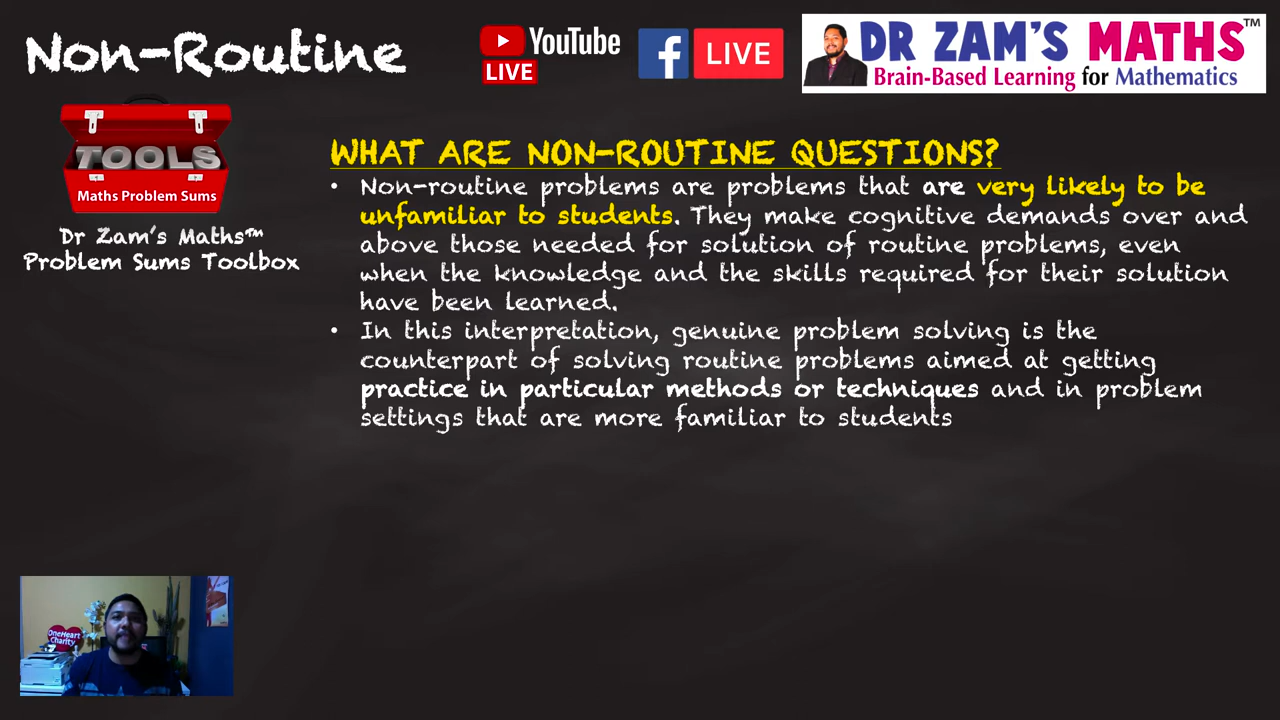 Non-Routine
YouTube
LIVE
f LIVE
DR ZAM'S MATHS™
Brain-Based Learning for Mathematics
TOOLS
Maths Problem Sums
Dr Zam's Maths™
Problem Sums Toolbox
WHAT ARE NON-ROUTINE QUESTIONS?
• Non-routine problems are problems that are very likely to be
unfamiliar to students. They make cognitive demands over and
above those needed for solution of routine problems, even
when the knowledge and the skills required for their solution
have been learned.
• In this interpretation, genuine problem solving is the
counterpart of solving routine problems aimed at getting
practice in particular methods or techniques and in problem
settings that are more familiar to students
OneHeart
Charity